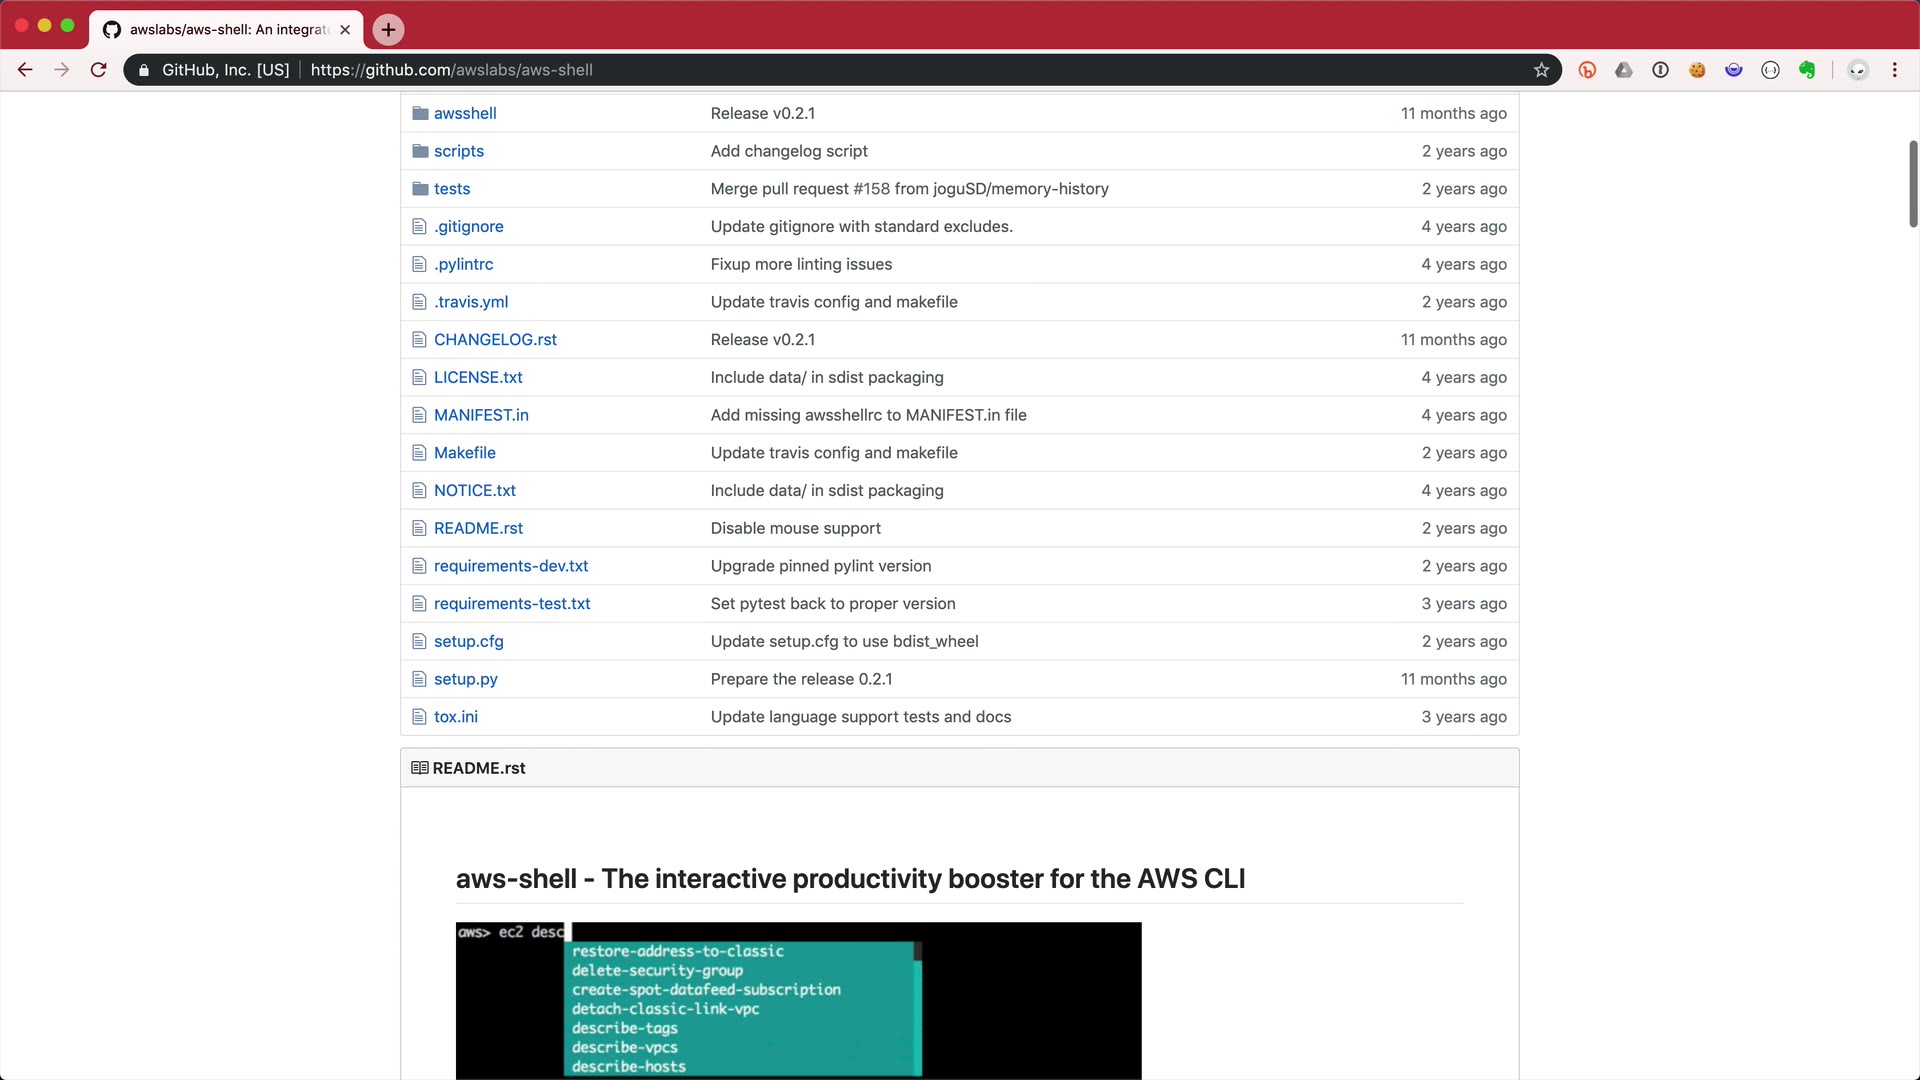 awslabs/aws-shell: An integrat
GitHub, Inc. [US] https://github.com/awslabs/aws-shell
awsshell Release v0.2.1 11 months ago
scripts Add changelog script 2 years ago
tests Merge pull request #158 from joguSD/memory-history 2 years ago
.gitignore Update gitignore with standard excludes. 4 years ago
.pylintrc Fixup more linting issues 4 years ago
.travis.yml Update travis config and makefile 2 years ago
CHANGELOG.rst Release v0.2.1 11 months ago
LICENSE.txt Include data/ in sdist packaging 4 years ago
MANIFEST.in Add missing awsshellrc to MANIFEST.in file 4 years ago
Makefile Update travis config and makefile 2 years ago
NOTICE.txt Include data/ in sdist packaging 4 years ago
README.rst Disable mouse support 2 years ago
requirements-dev.txt Upgrade pinned pylint version 2 years ago
requirements-test.txt Set pytest back to proper version 3 years ago
setup.cfg Update setup.cfg to use bdist_wheel 2 years ago
setup.py Prepare the release 0.2.1 11 months ago
tox.ini Update language support tests and docs 3 years ago
README.rst
aws-shell - The interactive productivity booster for the AWS CLI
aws> ec2 desc
restore-address-to-classic
delete-security-group
create-spot-datafeed-subscription
detach-classic-link-vpc
describe-tags
describe-vpcs
describe-hosts